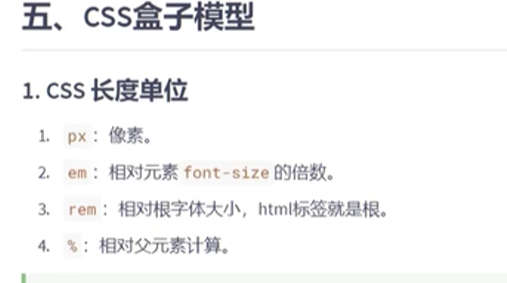 五、CSS盒子模型
1. CSS 长度单位
1. px：像素。
2. em：相对元素 font-size 的倍数。
3. rem：相对根字体大小，html标签就是根。
4. %：相对父元素计算。